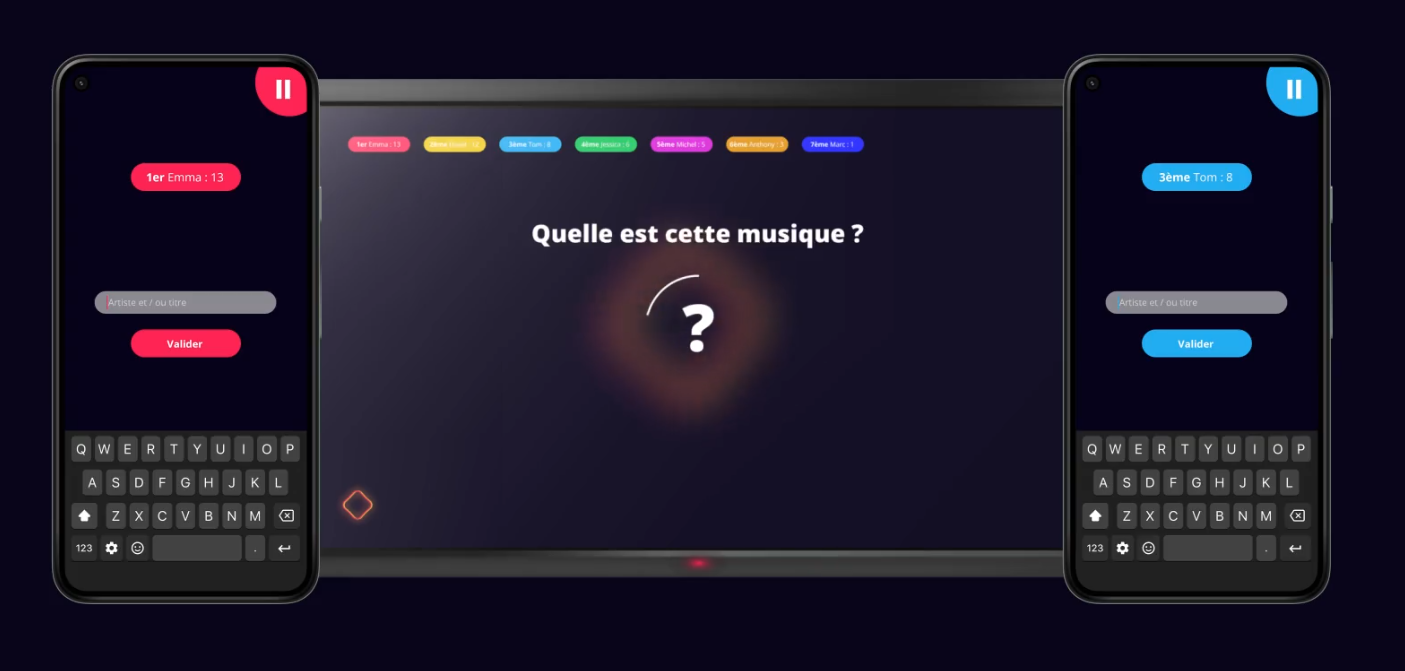 1er Emma : 13
Artiste et / ou titre
Valider
Q W E R T Y U I O P
A S D F G H J K L
Z X C V B N M
123 .
1er Emma : 13
2ème
3ème Tom : 8
4ème Jessica : 6
5ème Michel : 5
6ème Anthony : 3
7ème Marc : 1
Quelle est cette musique ?
?
3ème Tom : 8
Artiste et / ou titre
Valider
Q W E R T Y U I O P
A S D F G H J K L
Z X C V B N M
123 .